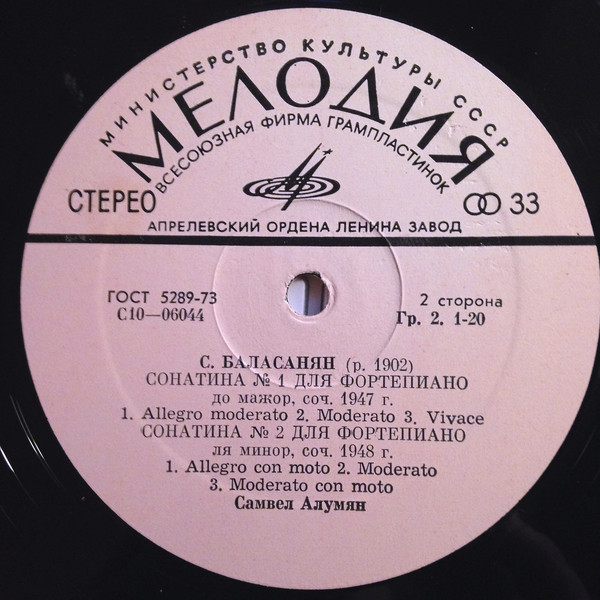 МИНИСТЕРСТВО КУЛЬТУРЫ СССР
МЕЛОДИЯ
ВСЕСОЮЗНАЯ ФИРМА ГРАМПЛАСТИНОК
СТЕРЕО 33
АПРЕЛЕВСКИЙ ОРДЕНА ЛЕНИНА ЗАВОД
ГОСТ 5289-73 2 сторона
С10—06044 Гр. 2. 1-20
С. БАЛАСАНЯН (р. 1902)
СОНАТИНА № 1 ДЛЯ ФОРТЕПИАНО
до мажор, соч. 1947 г.
1. Allegro moderato 2. Moderato 3. Vivace
СОНАТИНА № 2 ДЛЯ ФОРТЕПИАНО
ля минор, соч. 1948 г.
1. Allegro con moto 2. Moderato
3. Moderato con moto
Самвел Алумян